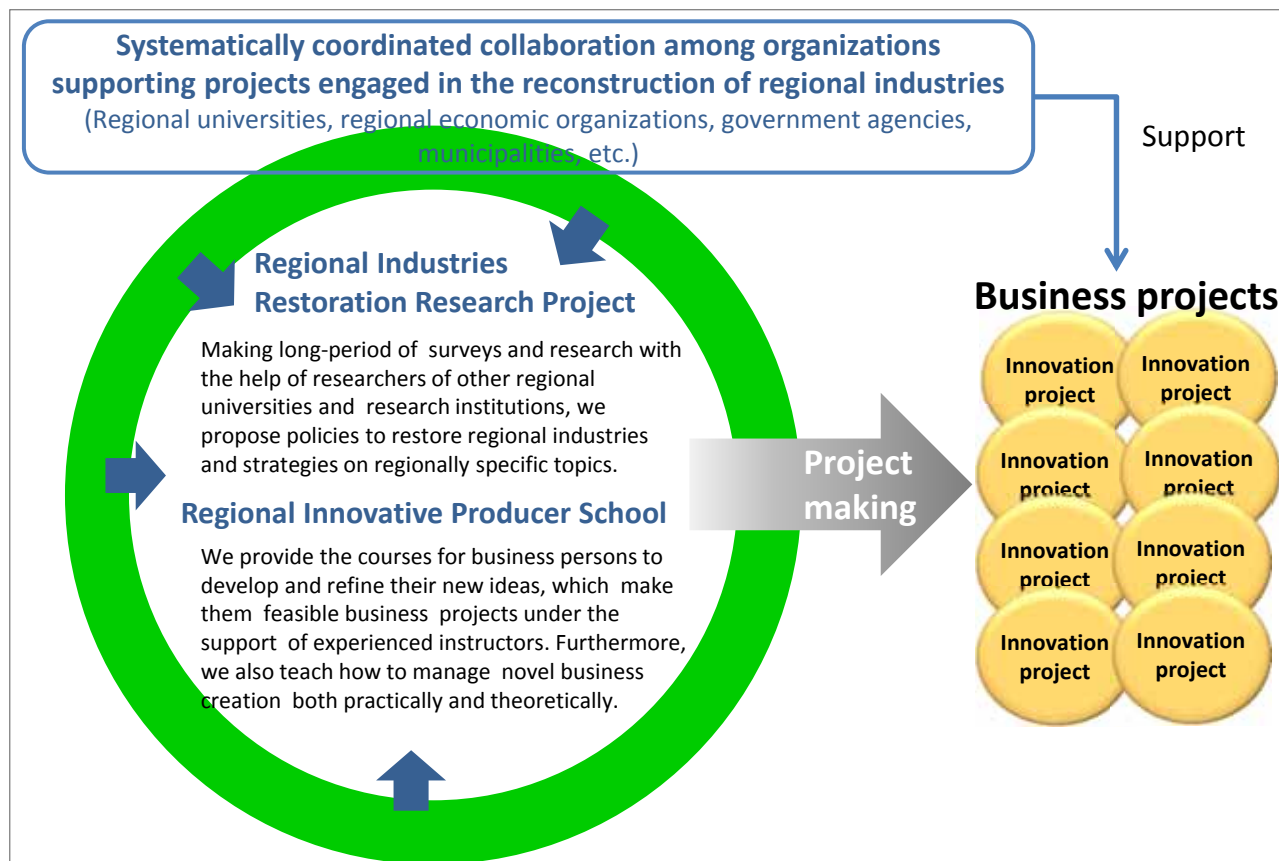 Systematically coordinated collaboration among organizations
supporting projects engaged in the reconstruction of regional industries
(Regional universities, regional economic organizations, government agencies,
municipalities, etc.)
Support
Regional Industries
Restoration Research Project
Making long-period of surveys and research with
the help of researchers of other regional
universities and research institutions, we
propose policies to restore regional industries
and strategies on regionally specific topics.
Regional Innovative Producer School
We provide the courses for business persons to
develop and refine their new ideas, which make
them feasible business projects under the
support of experienced instructors. Furthermore,
we also teach how to manage novel business
creation both practically and theoretically.
Project
making
Business projects
Innovation
project
Innovation
project
Innovation
project
Innovation
project
Innovation
project
Innovation
project
Innovation
project
Innovation
project